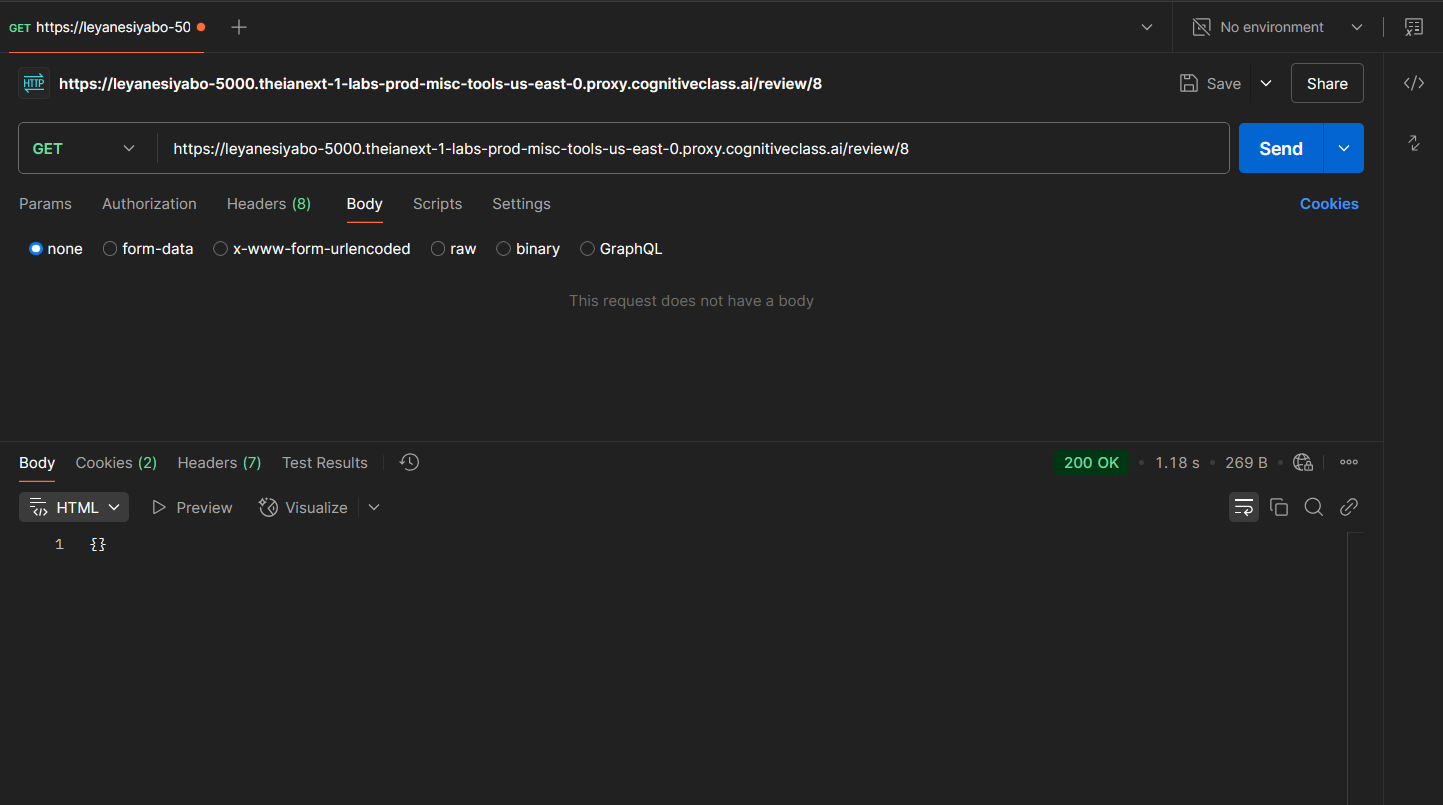 GET https://leyanesiyabo-50
No environment
HTTP https://leyanesiyabo-5000.theianext-1-labs-prod-misc-tools-us-east-0.proxy.cognitiveclass.ai/review/8
Save Share
GET https://leyanesiyabo-5000.theianext-1-labs-prod-misc-tools-us-east-0.proxy.cognitiveclass.ai/review/8 Send
Params Authorization Headers (8) Body Scripts Settings Cookies
none form-data x-www-form-urlencoded raw binary GraphQL
This request does not have a body
Body Cookies (2) Headers (7) Test Results 200 OK 1.18 s 269 B
HTML Preview Visualize
1 {}